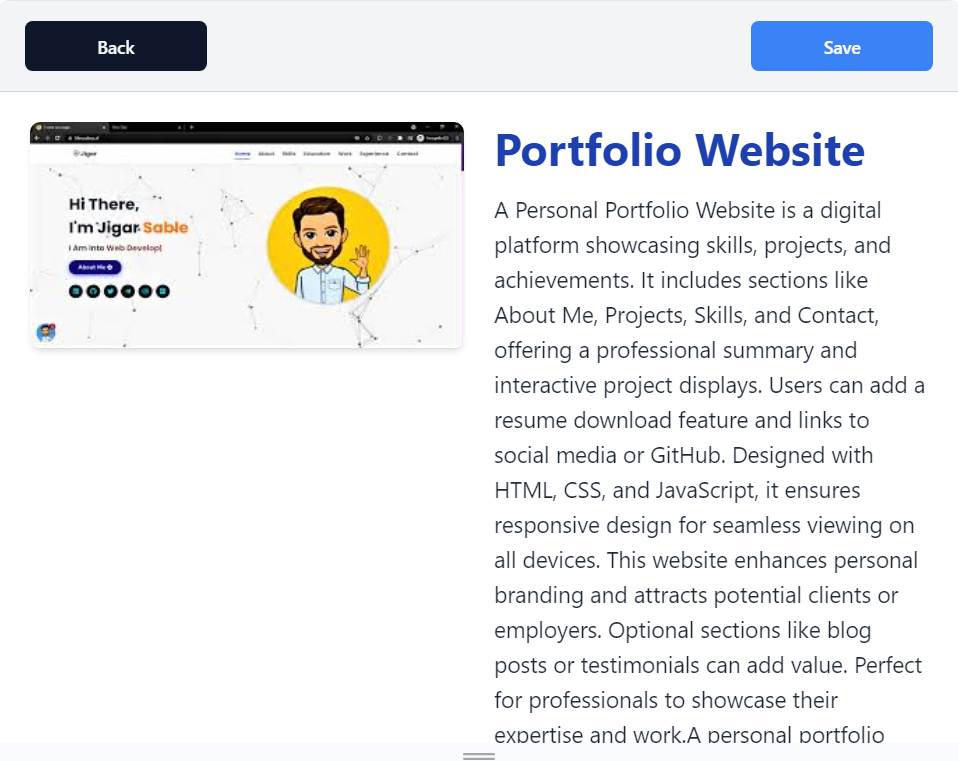 Back
Save
Jigar
Home About Skills Education Work Experience Contact
Hi There,
I'm Jigar Sable
I Am Into Web Develop|
About Me
Portfolio Website
A Personal Portfolio Website is a digital
platform showcasing skills, projects, and
achievements. It includes sections like
About Me, Projects, Skills, and Contact,
offering a professional summary and
interactive project displays. Users can add a
resume download feature and links to
social media or GitHub. Designed with
HTML, CSS, and JavaScript, it ensures
responsive design for seamless viewing on
all devices. This website enhances personal
branding and attracts potential clients or
employers. Optional sections like blog
posts or testimonials can add value. Perfect
for professionals to showcase their
expertise and work.A personal portfolio